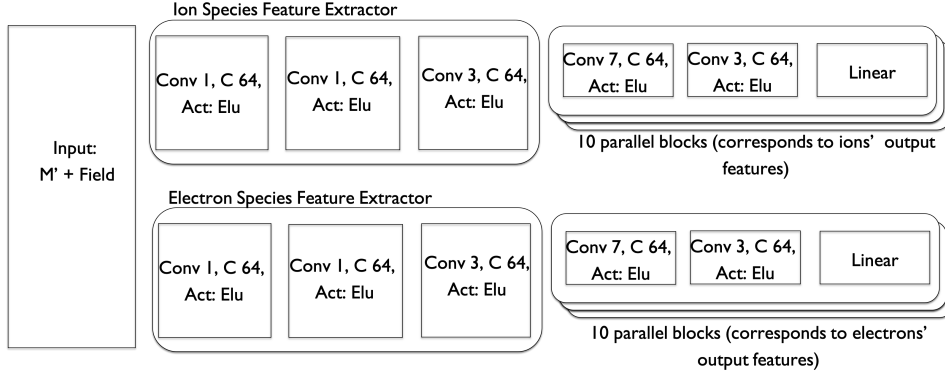 Ion Species Feature Extractor
Input:
M' + Field
Conv 1, C 64,
Act: Elu
Conv 1, C 64,
Act: Elu
Conv 3, C 64,
Act: Elu
Conv 7, C 64,
Act: Elu
Conv 3, C 64,
Act: Elu
Linear
10 parallel blocks (corresponds to ions' output
features)
Electron Species Feature Extractor
Conv 1, C 64,
Act: Elu
Conv 1, C 64,
Act: Elu
Conv 3, C 64,
Act: Elu
Conv 7, C 64,
Act: Elu
Conv 3, C 64,
Act: Elu
Linear
10 parallel blocks (corresponds to electrons'
output features)